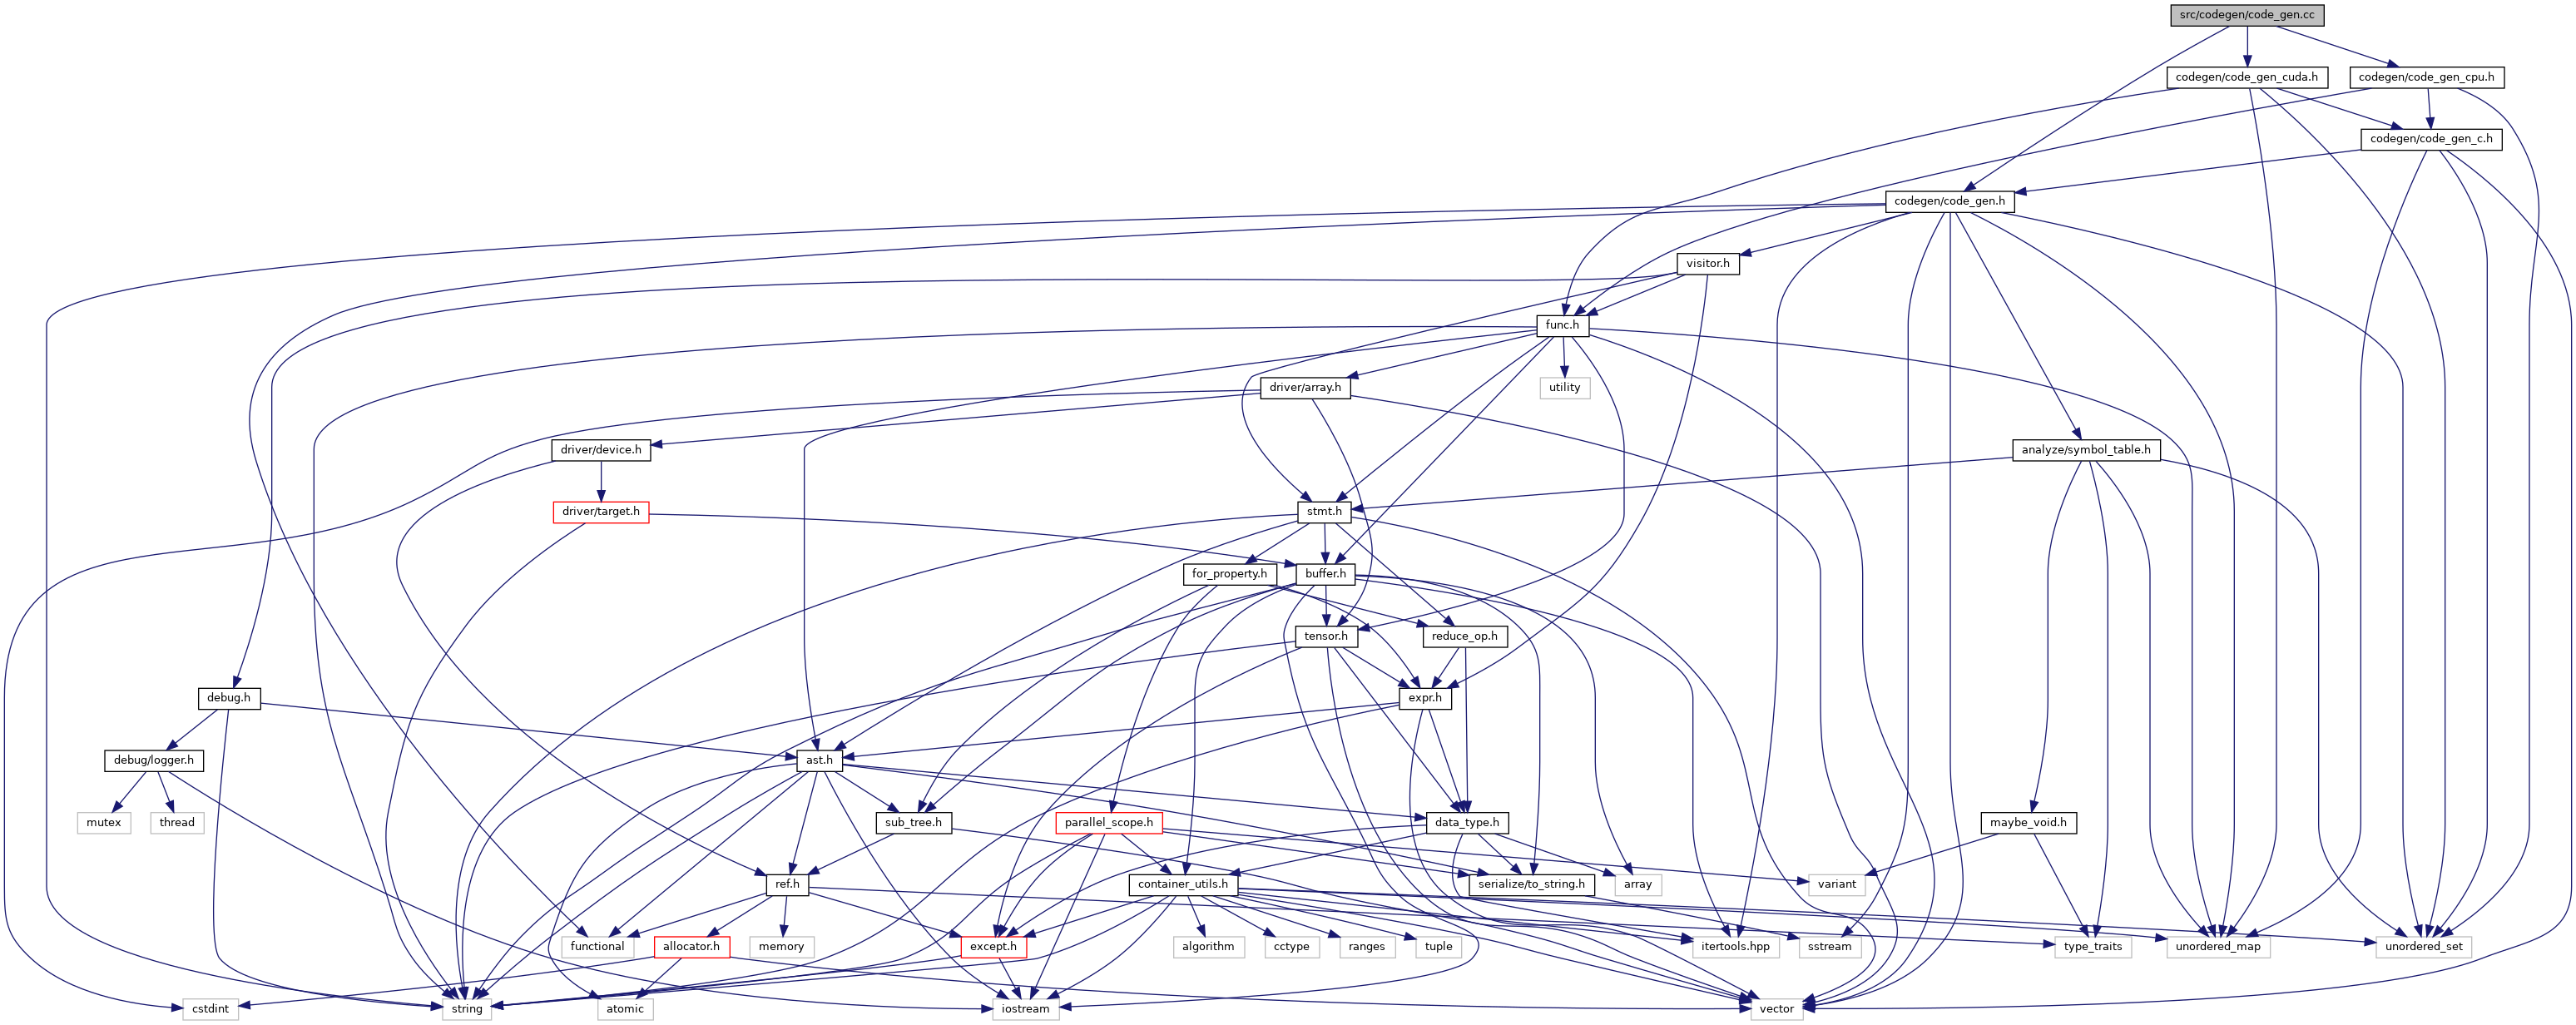 src/codegen/code_gen.cc
codegen/code_gen_cuda.h
codegen/code_gen_cpu.h
codegen/code_gen_c.h
codegen/code_gen.h
visitor.h
func.h
driver/array.h
utility
driver/device.h
analyze/symbol_table.h
driver/target.h
stmt.h
for_property.h
buffer.h
tensor.h
reduce_op.h
debug.h
expr.h
debug/logger.h
ast.h
mutex
thread
sub_tree.h
parallel_scope.h
data_type.h
maybe_void.h
ref.h
container_utils.h
serialize/to_string.h
array
variant
functional
allocator.h
memory
except.h
algorithm
cctype
ranges
tuple
itertools.hpp
sstream
type_traits
unordered_map
unordered_set
cstdint
string
atomic
iostream
vector